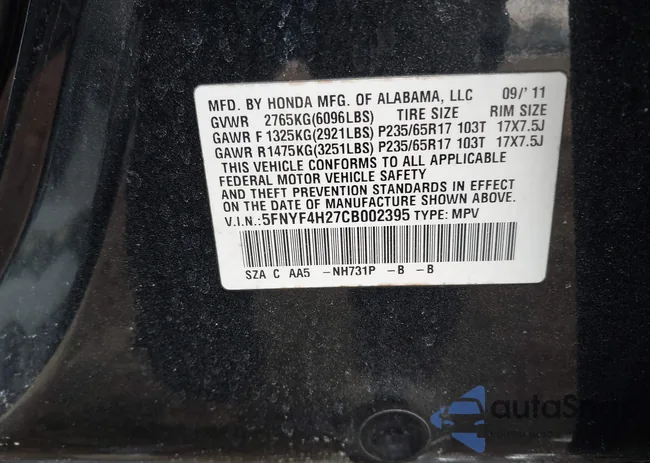 MFD. BY HONDA MFG. OF ALABAMA, LLC 09/'11
GVWR 2765KG(6096LBS) TIRE SIZE RIM SIZE
GAWR F 1325KG(2921LBS) P235/65R17 103T 17X7.5J
GAWR R 1475KG(3251LBS) P235/65R17 103T 17X7.5J
THIS VEHICLE CONFORMS TO ALL APPLICABLE
FEDERAL MOTOR VEHICLE SAFETY
AND THEFT PREVENTION STANDARDS IN EFFECT
ON THE DATE OF MANUFACTURE SHOWN ABOVE.
V.I.N.:5FNYF4H27CB002395 TYPE: MPV
SZA C AA5 -NH731P -B -B